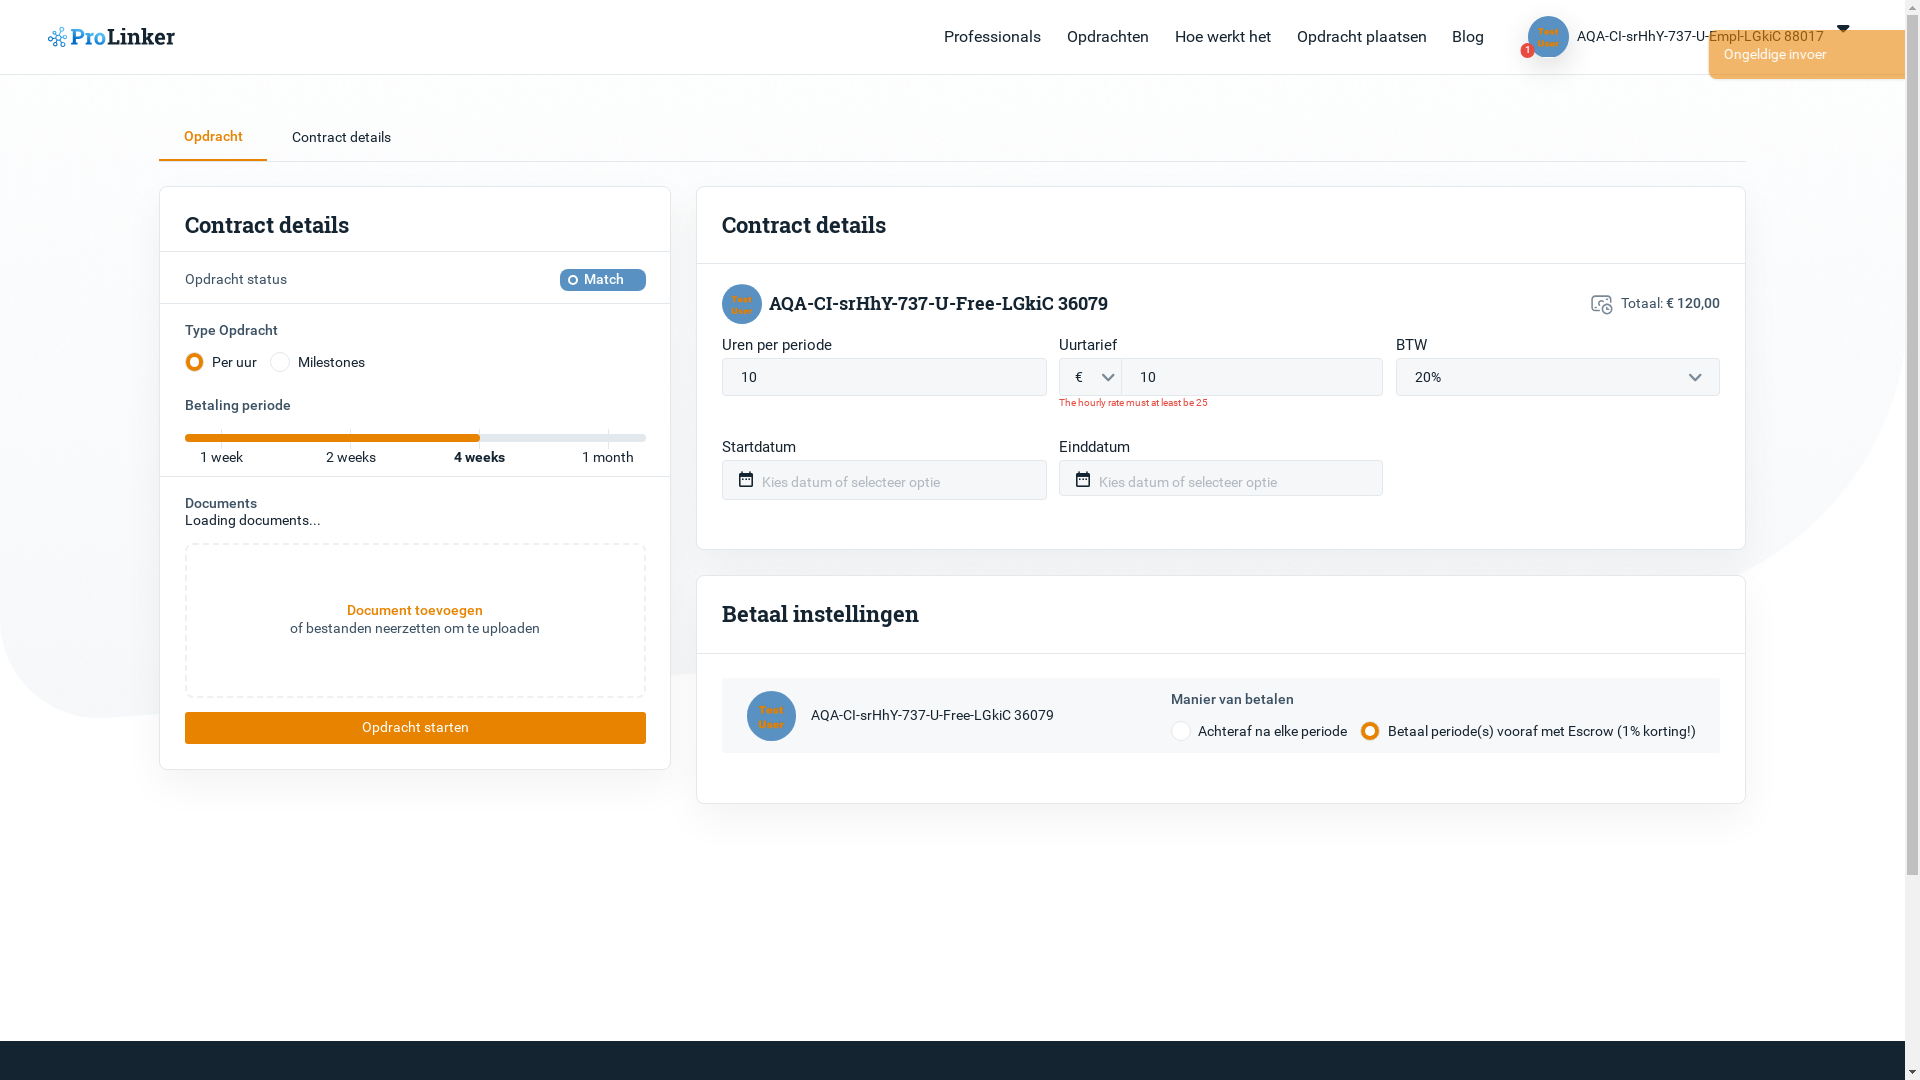 ProLinker
Professionals
Opdrachten
Hoe werkt het
Opdracht plaatsen
Blog
Test
User
1
AQA-CI-srHhY-737-U-Empl-LGkiC 88017
Ongeldige invoer
Opdracht
Contract details
Contract details
Opdracht status
Match
Type Opdracht
Per uur
Milestones
Betaling periode
1 week
2 weeks
4 weeks
1 month
Documents
Loading documents...
Document toevoegen
of bestanden neerzetten om te uploaden
Opdracht starten
Contract details
Test
User
AQA-CI-srHhY-737-U-Free-LGkiC 36079
Totaal: € 120,00
Uren per periode
10
Uurtarief
€
10
The hourly rate must at least be 25
BTW
20%
Startdatum
Kies datum of selecteer optie
Einddatum
Kies datum of selecteer optie
Betaal instellingen
Test
User
AQA-CI-srHhY-737-U-Free-LGkiC 36079
Manier van betalen
Achteraf na elke periode
Betaal periode(s) vooraf met Escrow (1% korting!)